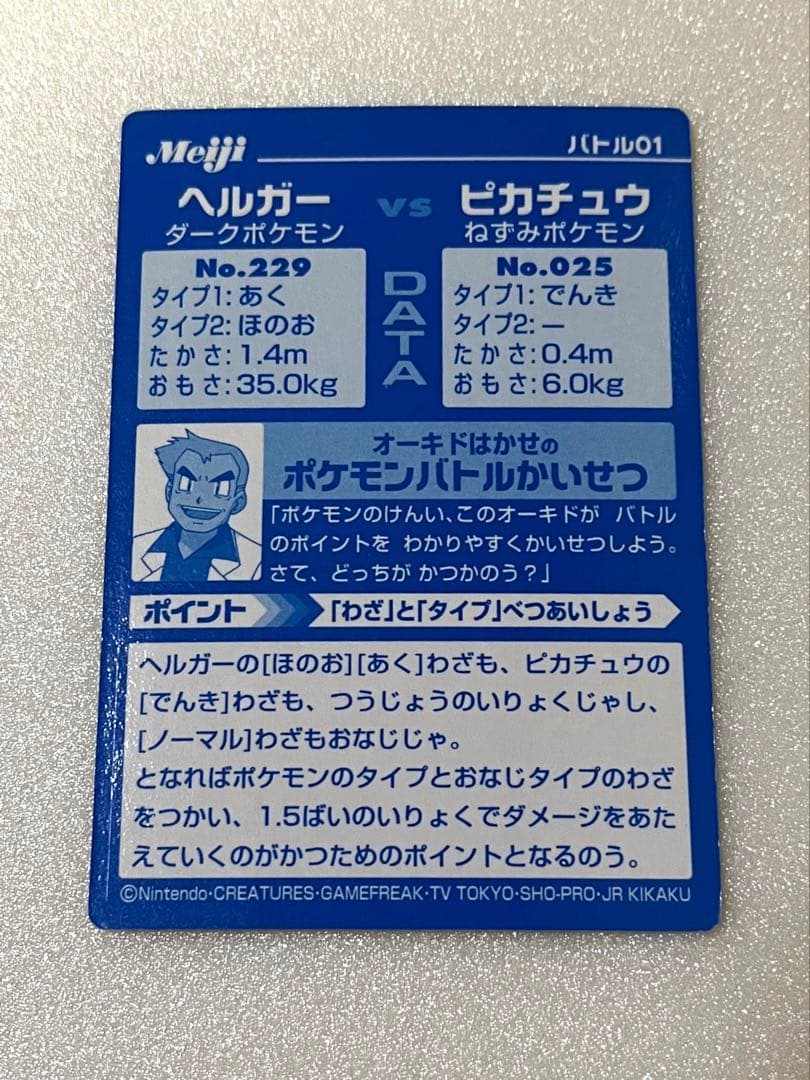 Meiji
バトル01
ヘルガー vs ピカチュウ
ダークポケモン
ねずみポケモン
DATA
No.229
タイプ1:あく
タイプ2:ほのお
たかさ:1.4m
おもさ:35.0kg
No.025
タイプ1:でんき
タイプ2:ー
たかさ:0.4m
おもさ:6.0kg
オーキドはかせの
ポケモンバトルかいせつ
「ポケモンのけんい、このオーキドが バトル
のポイントを わかりやすくかいせつしよう。
さて、どっちが かつかのう?」
ポイント 「わざ」と「タイプ」べつあいしょう
ヘルガーの[ほのお][あく]わざも、ピカチュウの
[でんき]わざも、つうじょうのいりょくじゃし、
[ノーマル]わざもおなじじゃ。
となればポケモンのタイプとおなじタイプのわざ
をつかい、1.5ばいのいりょくでダメージをあた
えていくのがかつためのポイントとなるのう。
©Nintendo・CREATURES・GAMEFREAK・TV TOKYO・SHO-PRO・JR KIKAKU